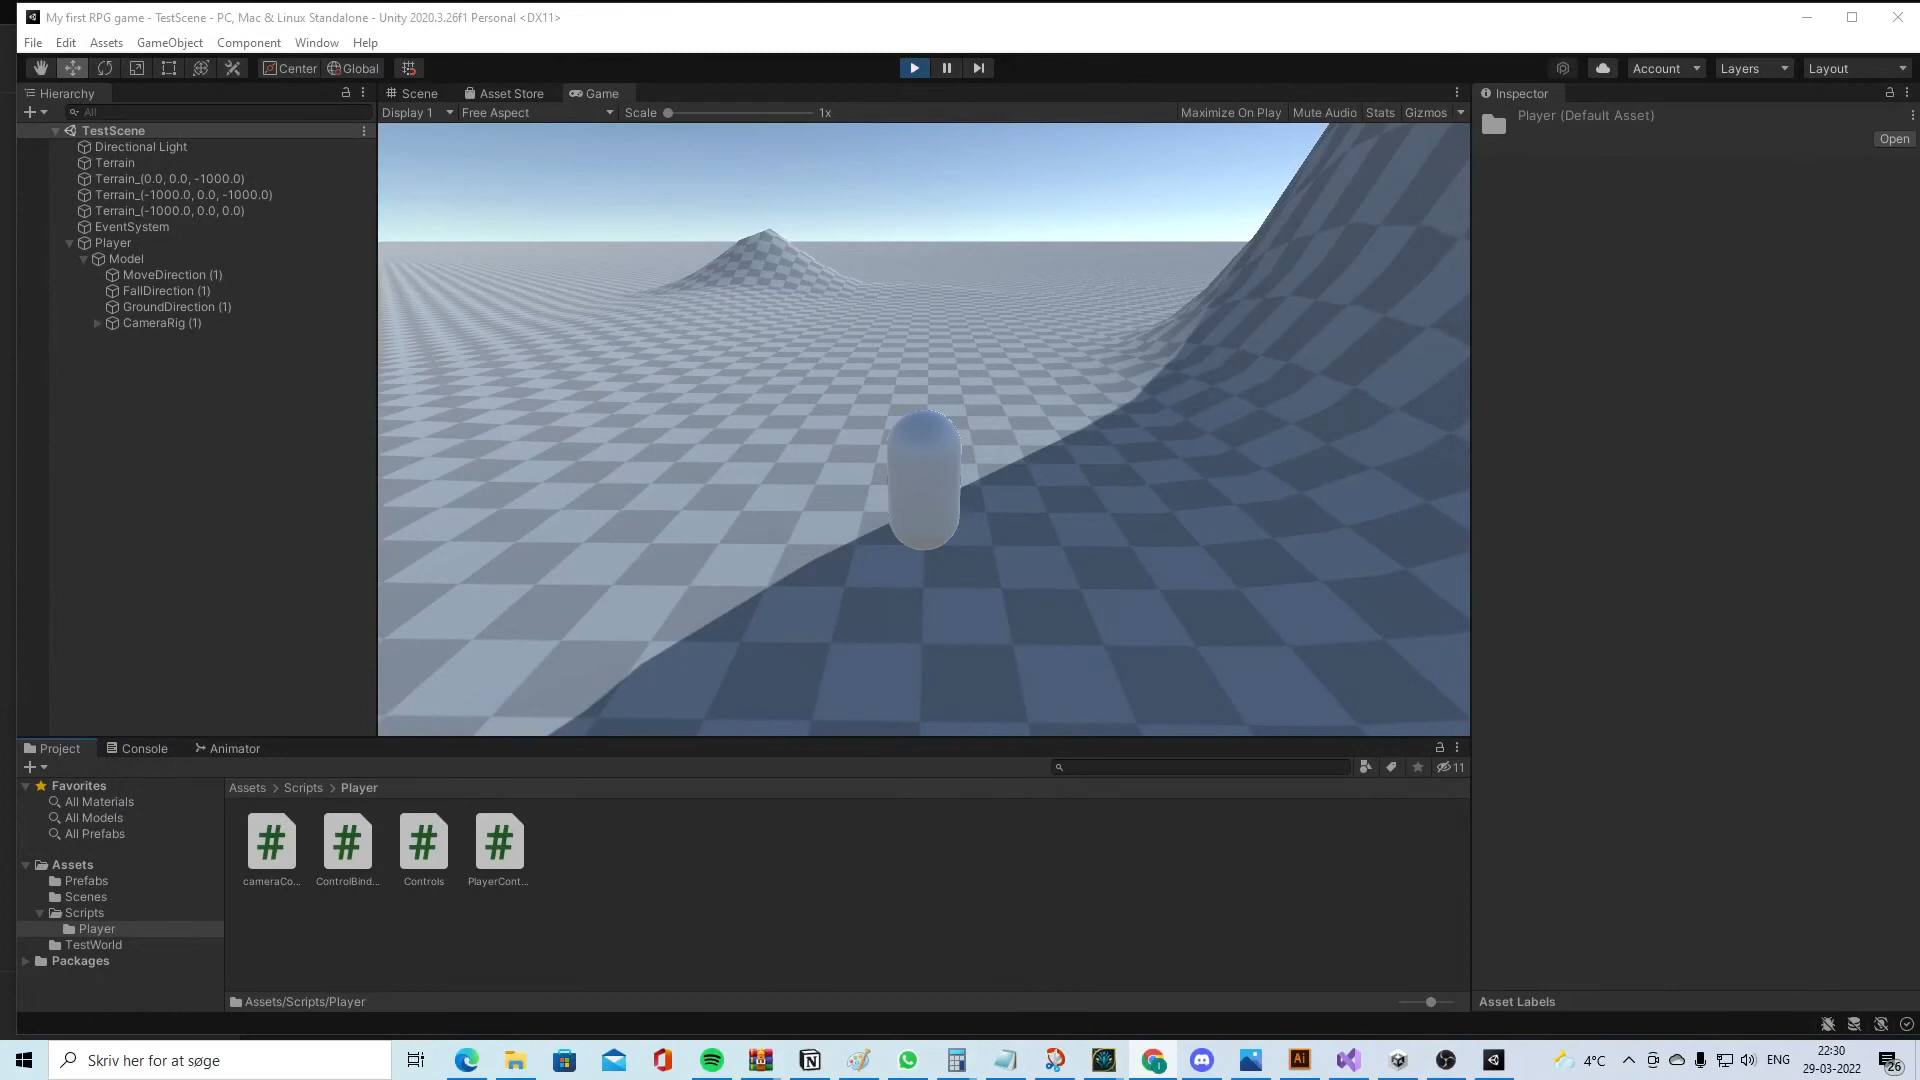 My first RPG game - TestScene - PC, Mac & Linux Standalone - Unity 2020.3.26f1 Personal <DX11>
File Edit Assets GameObject Component Window Help
Center Global Account Layers Layout
Hierarchy
All
TestScene
Directional Light
Terrain
Terrain_(0.0, 0.0, -1000.0)
Terrain_(-1000.0, 0.0, -1000.0)
Terrain_(-1000.0, 0.0, 0.0)
EventSystem
Player
Model
MoveDirection (1)
FallDirection (1)
GroundDirection (1)
CameraRig (1)
Scene Asset Store Game
Display 1 Free Aspect Scale 1x Maximize On Play Mute Audio Stats Gizmos
Inspector
Player (Default Asset)
Open
Project Console Animator
11
Favorites
All Materials
All Models
All Prefabs
Assets
Prefabs
Scenes
Scripts
Player
TestWorld
Packages
Assets > Scripts > Player
cameraCo... ControlBind... Controls PlayerCont...
Assets/Scripts/Player
Asset Labels
Skriv her for at søge
4°C ENG
22:30
29-03-2022
26